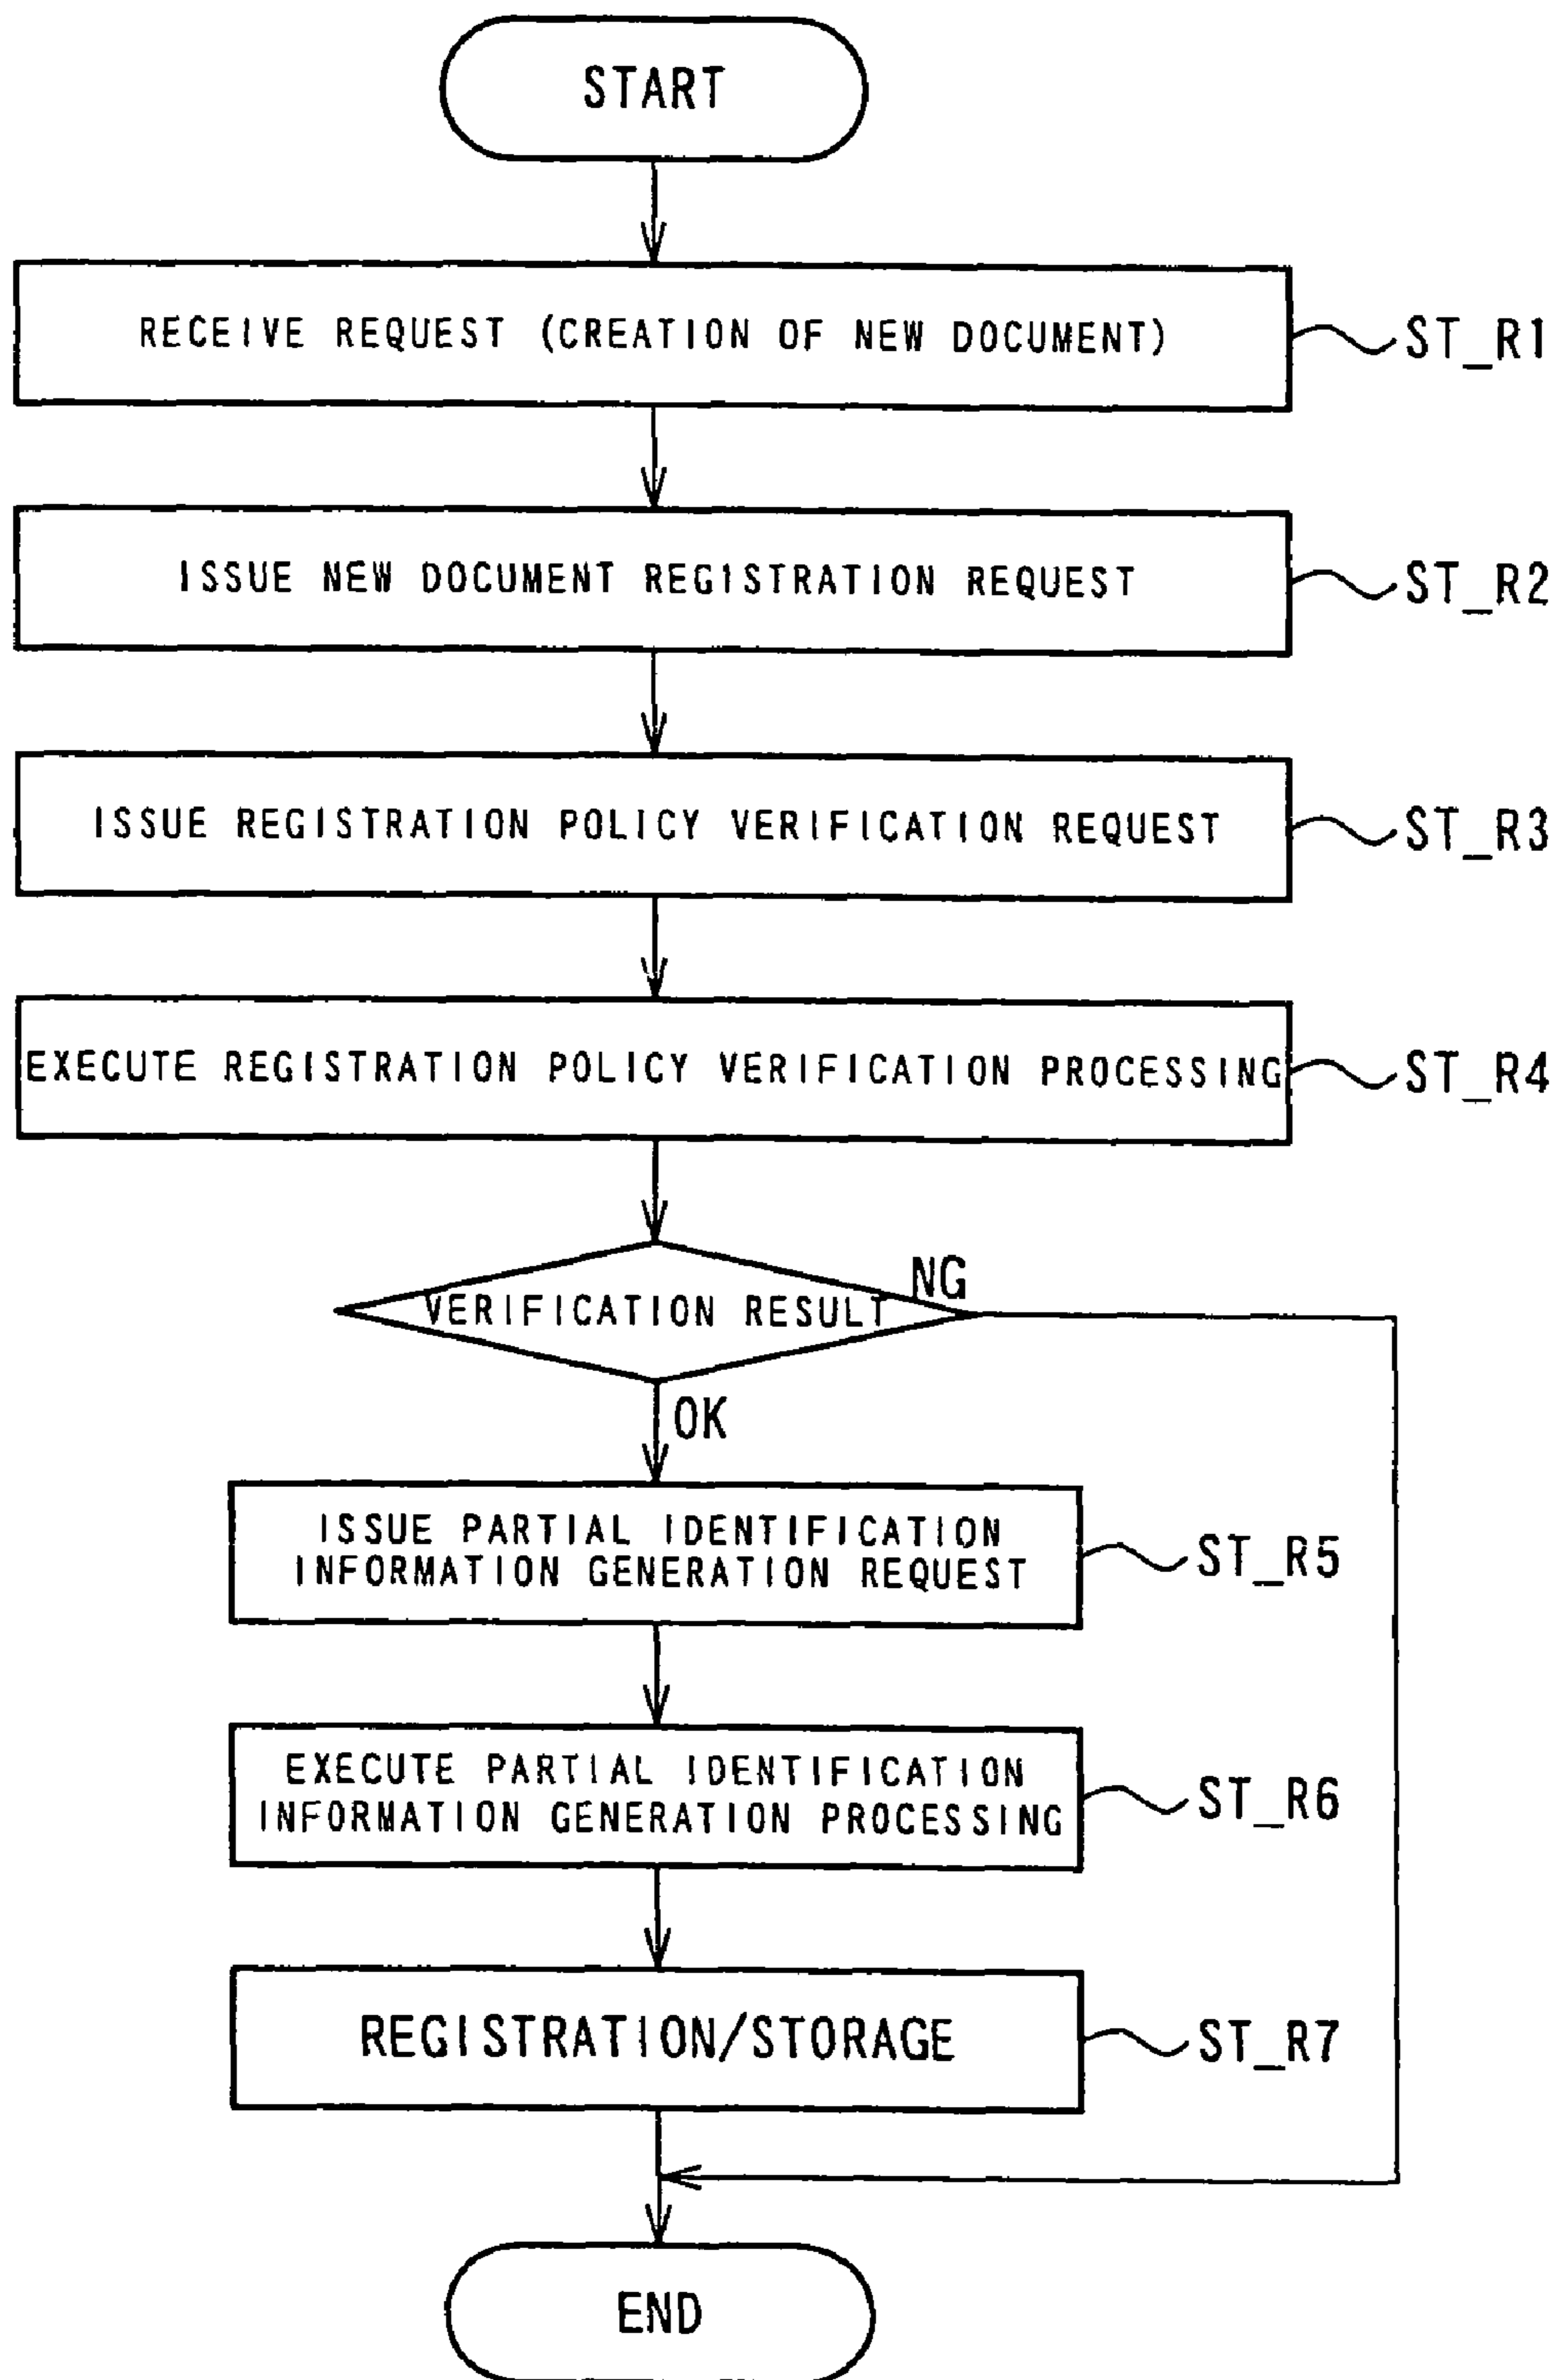 START
RECEIVE REQUEST (CREATION OF NEW DOCUMENT)
ST_R1
ISSUE NEW DOCUMENT REGISTRATION REQUEST
ST_R2
ISSUE REGISTRATION POLICY VERIFICATION REQUEST
ST_R3
EXECUTE REGISTRATION POLICY VERIFICATION PROCESSING
ST_R4
NG
VERIFICATION RESULT
OK
ISSUE PARTIAL IDENTIFICATION
INFORMATION GENERATION REQUEST
ST_R5
EXECUTE PARTIAL IDENTIFICATION
INFORMATION GENERATION PROCESSING
ST_R6
REGISTRATION/STORAGE
ST_R7
END